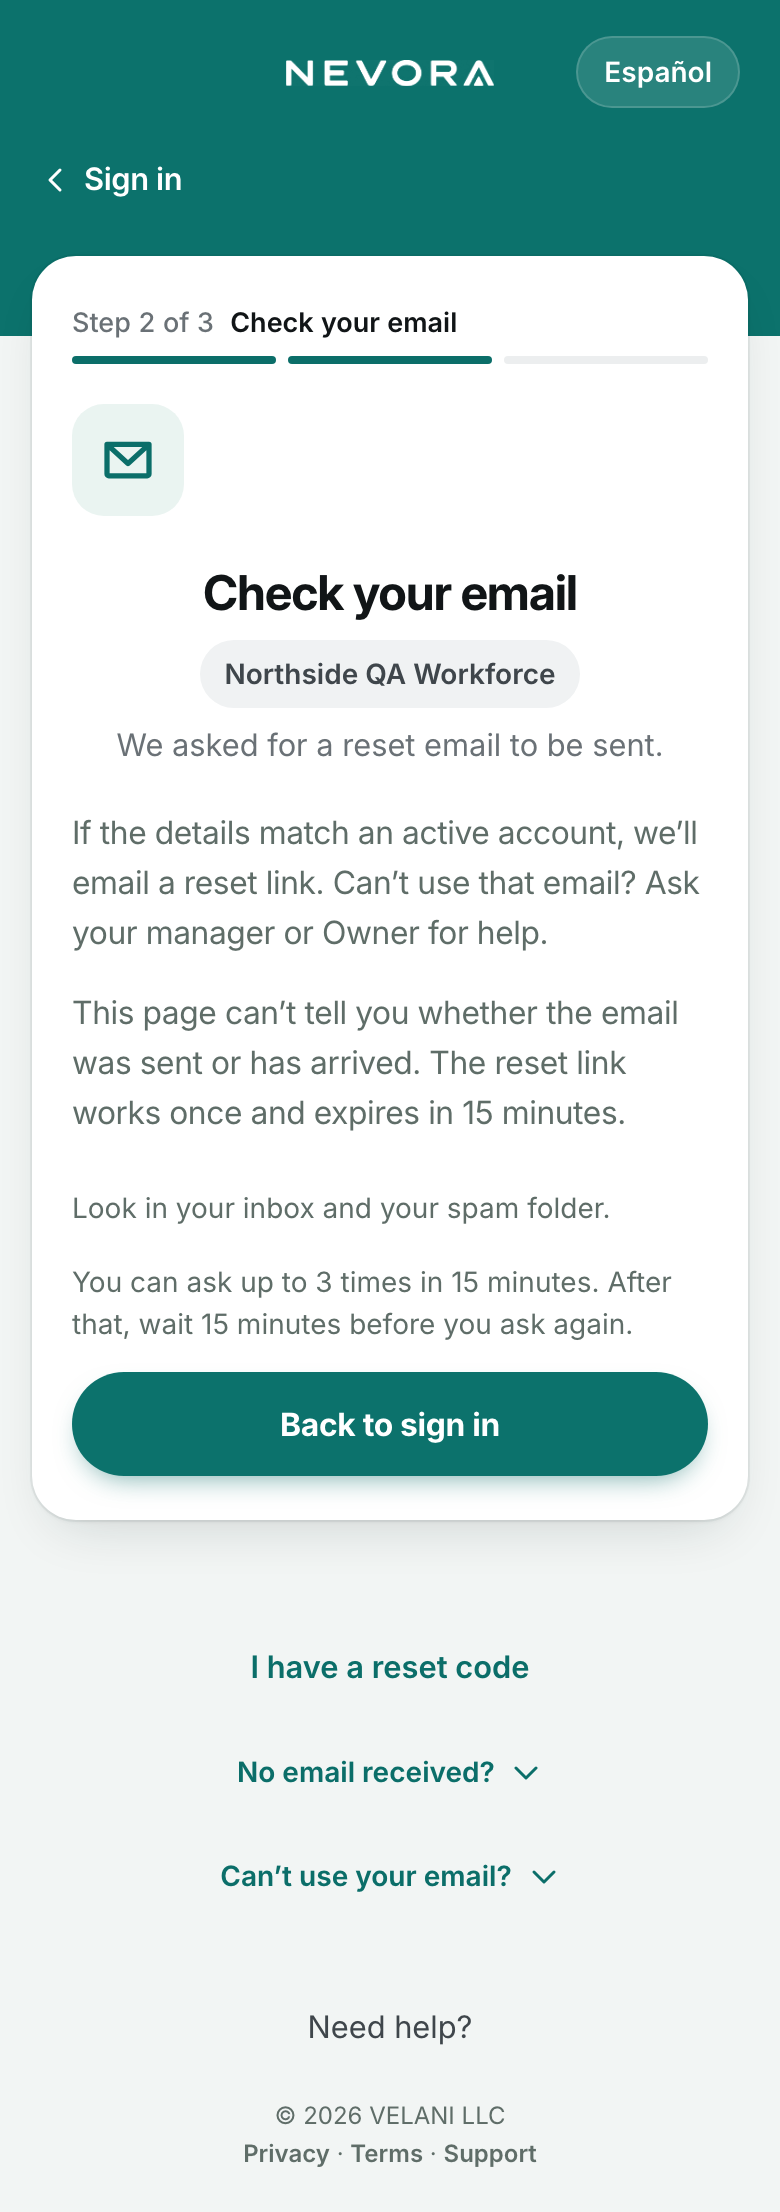 NEVORA
Español
Sign in
Step 2 of 3 Check your email
Check your email
Northside QA Workforce
We asked for a reset email to be sent.
If the details match an active account, we’ll
email a reset link. Can’t use that email? Ask
your manager or Owner for help.
This page can’t tell you whether the email
was sent or has arrived. The reset link
works once and expires in 15 minutes.
Look in your inbox and your spam folder.
You can ask up to 3 times in 15 minutes. After
that, wait 15 minutes before you ask again.
Back to sign in
I have a reset code
No email received?
Can’t use your email?
Need help?
© 2026 VELANI LLC
Privacy · Terms · Support